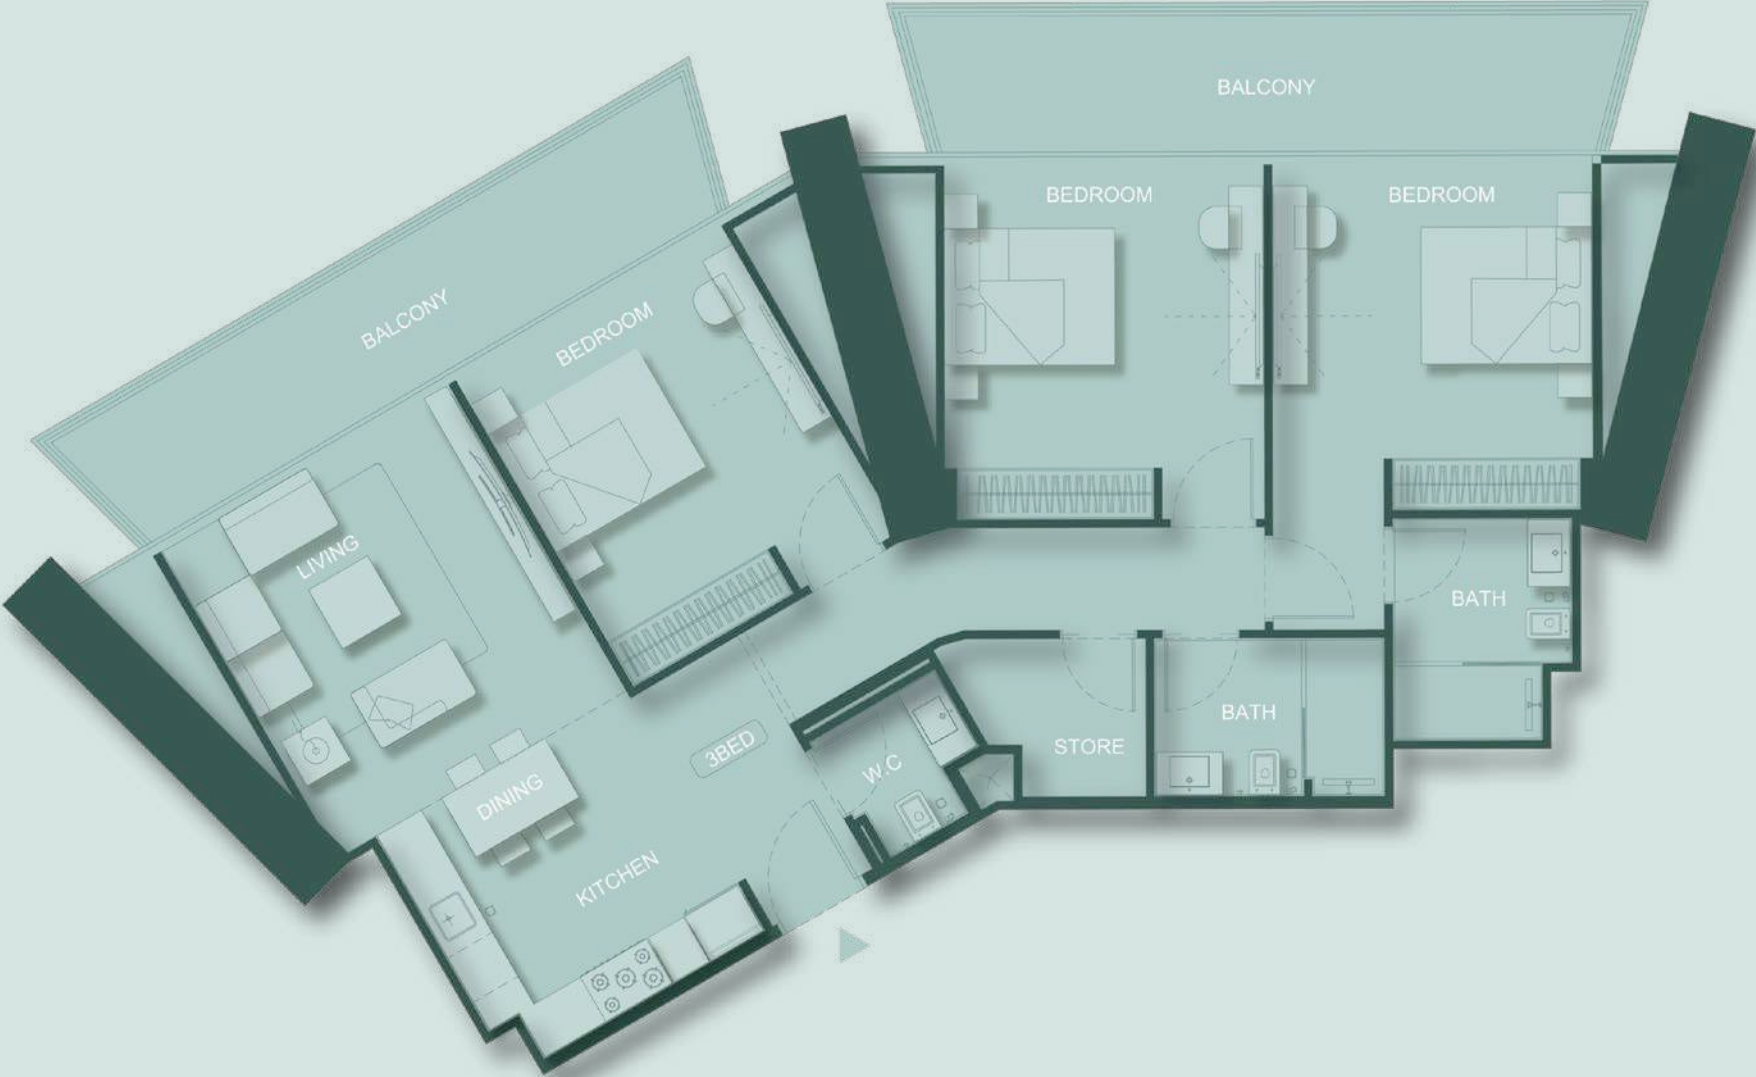 BALCONY
BEDROOM
BEDROOM
BALCONY
BEDROOM
LIVING
BATH
BATH
STORE
3BED
W.C
DINING
KITCHEN